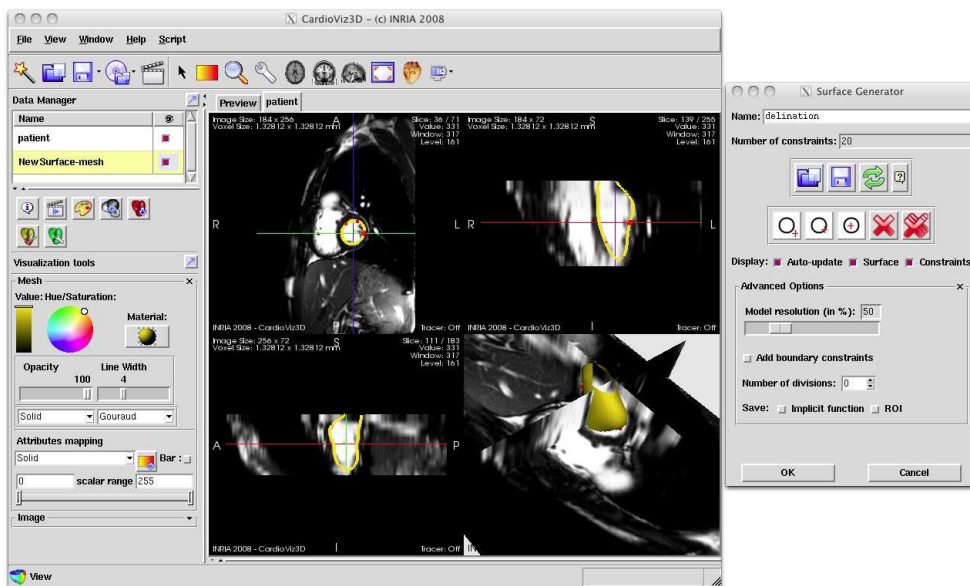 CardioViz3D – (c) INRIA 2008
File View Window Help Script
Data Manager
Name
patient
New Surface-mesh
Visualization tools
Mesh
Value: Hue/Saturation:
Material:
Opacity Line Width
100 4
Solid Gouraud
Attributes mapping
Solid Bar :
0 scalar range 255
Image
View
Preview patient
Image Size: 184 x 256
Voxel Size: 1.32812 x 1.32812 mm
A
Slice: 36 / 71
Value: 331
Window: 317
Level: 161
R L
P
INRIA 2008 - CardioViz3D Tracer: Off
Image Size: 184 x 72
Voxel Size: 1.32812 x 1.32812 mm
S
Slice: 139 / 255
Value: 331
Window: 317
Level: 161
R L
I
INRIA 2008 - CardioViz3D Tracer: Off
Image Size: 256 x 72
Voxel Size: 1.32812 x 1.32812 mm
S
Slice: 111 / 183
Value: 331
Window: 317
Level: 161
A P
I
INRIA 2008 - CardioViz3D Tracer: Off
Surface Generator
Name: delination
Number of constraints: 20
Display: Auto-update Surface Constraints
Advanced Options
Model resolution (in %): 50
Add boundary constraints
Number of divisions: 0
Save: Implicit function ROI
OK Cancel